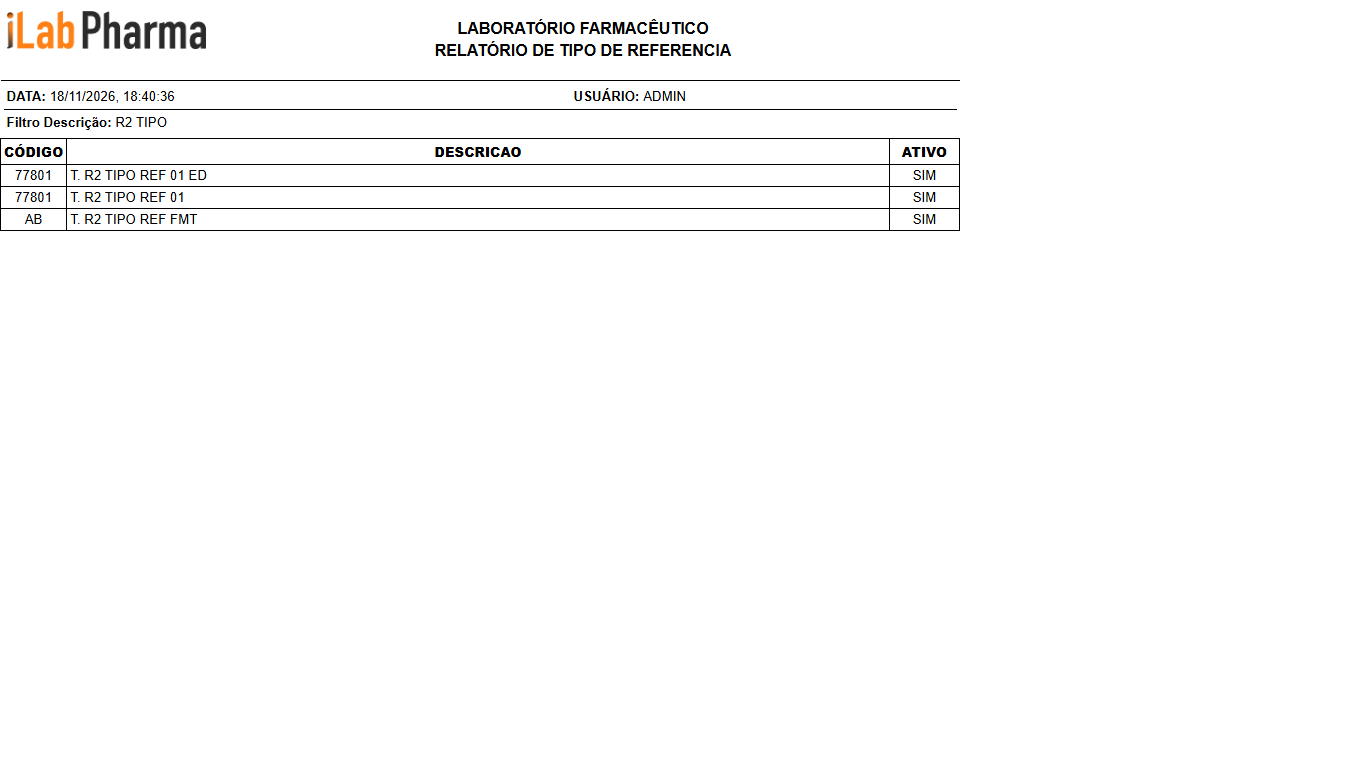 iLab Pharma
LABORATÓRIO FARMACÊUTICO
RELATÓRIO DE TIPO DE REFERENCIA
DATA: 18/11/2026, 18:40:36 USUÁRIO: ADMIN
Filtro Descrição: R2 TIPO
CÓDIGO DESCRICAO ATIVO
77801 T. R2 TIPO REF 01 ED SIM
77801 T. R2 TIPO REF 01 SIM
AB T. R2 TIPO REF FMT SIM